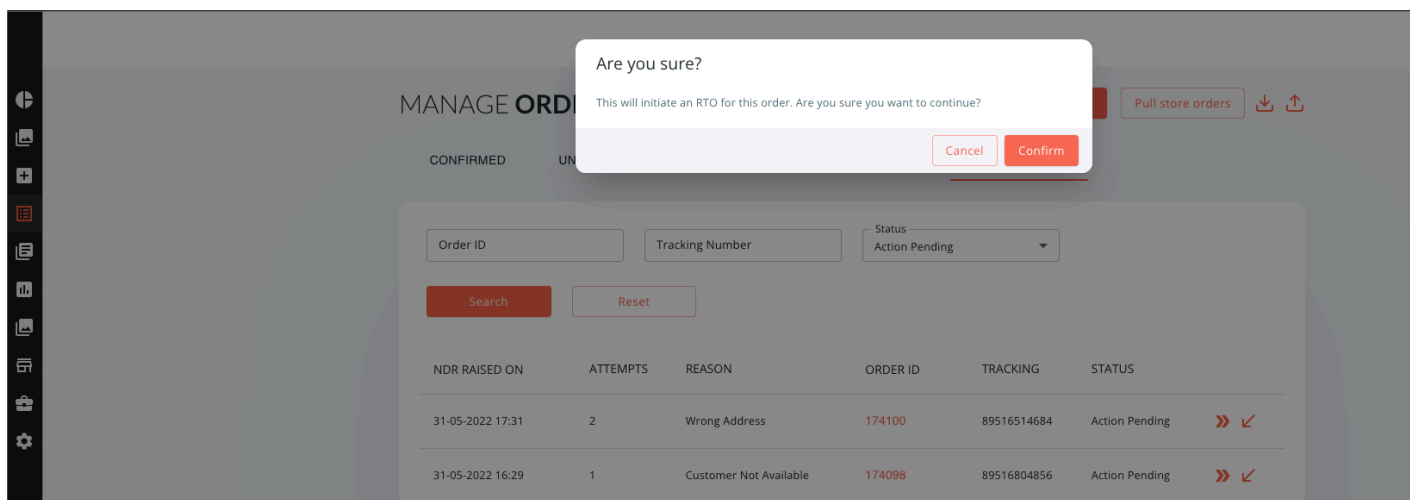 Are you sure?
This will initiate an RTO for this order. Are you sure you want to continue?
Cancel Confirm
MANAGE
Pull store orders
CONFIRMED
Order ID
Tracking Number
Status
Action Pending
Search Reset
NDR RAISED ON ATTEMPTS REASON ORDER ID TRACKING STATUS
31-05-2022 17:31 2 Wrong Address 174100 89516514684 Action Pending
31-05-2022 16:29 1 Customer Not Available 174098 89516804856 Action Pending